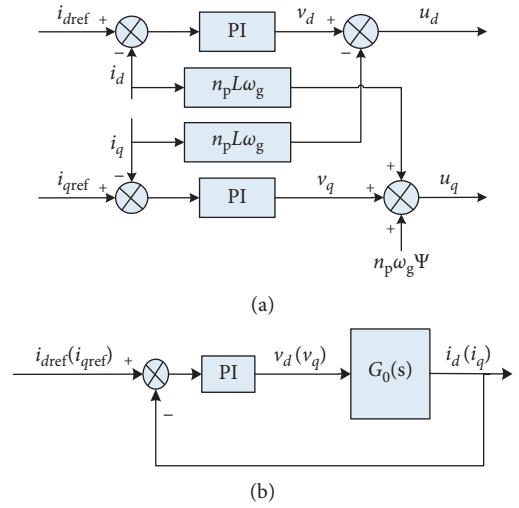 i_dref + PI v_d + u_d
−
−
i_d n_pLω_g
i_q n_pLω_g
−
+
i_qref + PI v_q + u_q
+
n_pω_gΨ
(a)
i_dref(i_qref) + PI v_d(v_q) G_0(s) i_d(i_q)
−
(b)